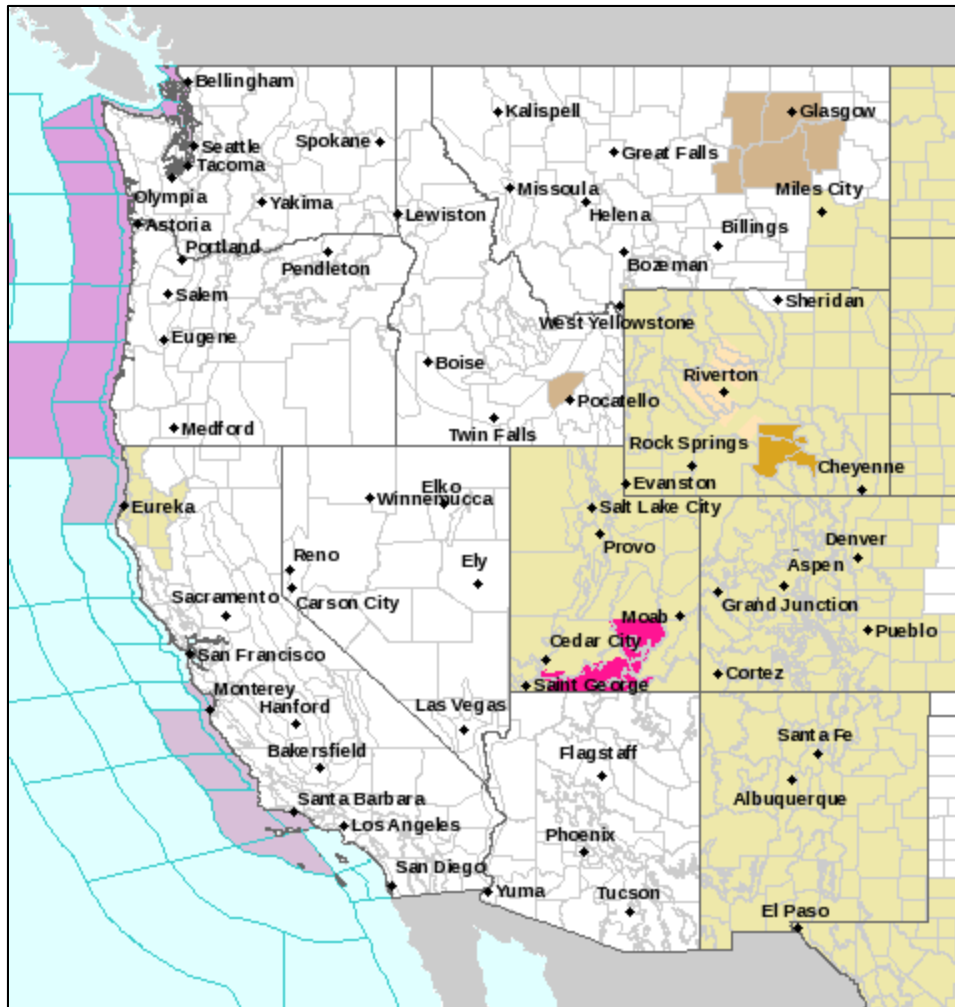 Bellingham
Kalispell
Glasgow
Seattle
Spokane
Great Falls
Tacoma
Missoula
Miles City
Olympia
Yakima
Lewiston
Helena
Astoria
Billings
Portland
Pendleton
Bozeman
Salem
Sheridan
West Yellowstone
Eugene
Boise
Riverton
Pocatello
Medford
Twin Falls
Rock Springs
Cheyenne
Elko
Evanston
Winnemucca
Eureka
Salt Lake City
Denver
Provo
Reno
Ely
Aspen
Sacramento
Carson City
Grand Junction
Moab
Pueblo
Cedar City
San Francisco
Cortez
Saint George
Monterey
Hanford
Las Vegas
Santa Fe
Bakersfield
Flagstaff
Albuquerque
Santa Barbara
Los Angeles
Phoenix
San Diego
Yuma
Tucson
El Paso